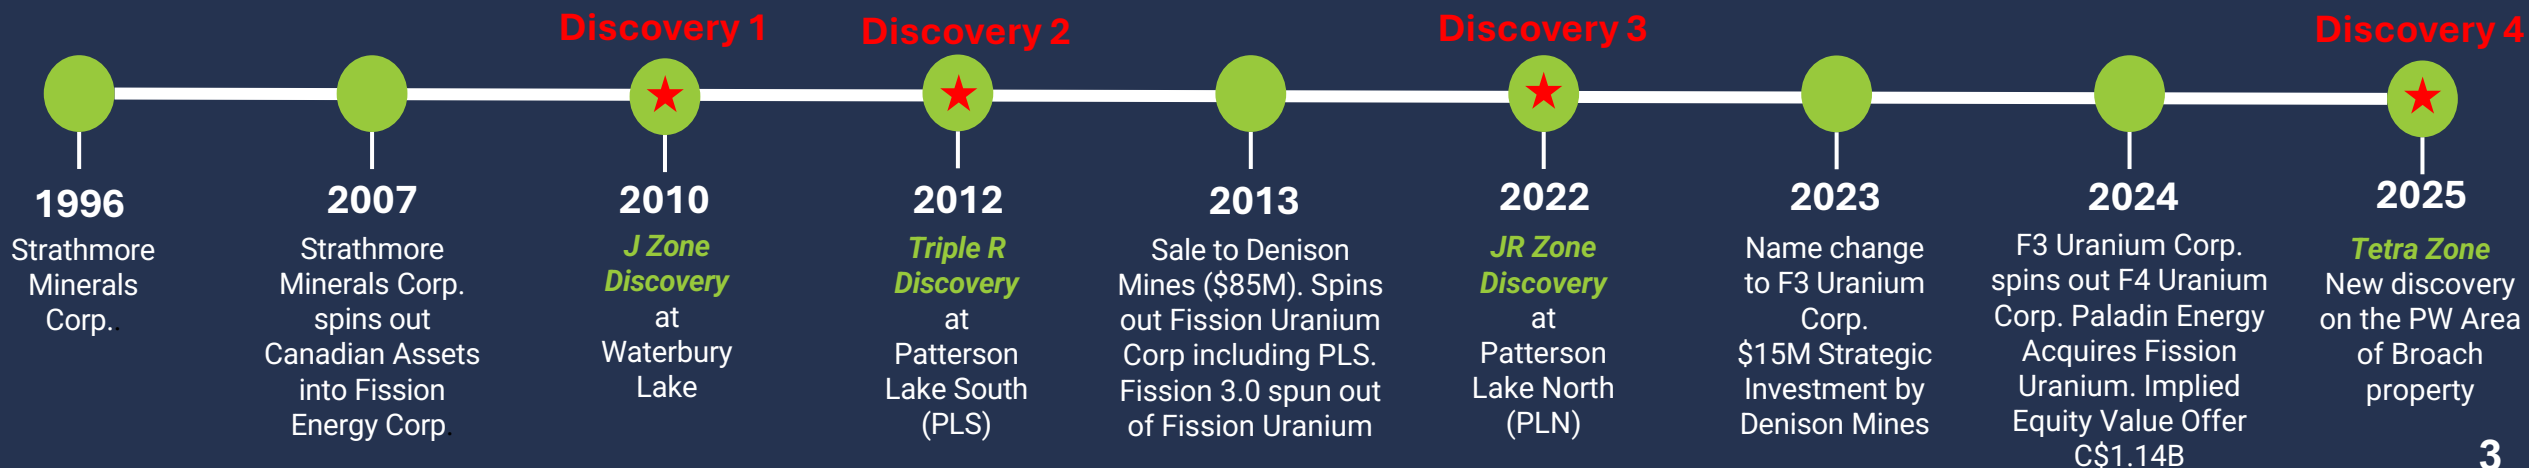 Discovery 1
Discovery 2
Discovery 3
Discovery 4
1996
Strathmore
Minerals
Corp..
2007
Strathmore
Minerals Corp.
spins out
Canadian Assets
into Fission
Energy Corp.
2010
J Zone
Discovery
at
Waterbury
Lake
2012
Triple R
Discovery
at
Patterson
Lake South
(PLS)
2013
Sale to Denison
Mines ($85M). Spins
out Fission Uranium
Corp including PLS.
Fission 3.0 spun out
of Fission Uranium
2022
JR Zone
Discovery
at
Patterson
Lake North
(PLN)
2023
Name change
to F3 Uranium
Corp.
$15M Strategic
Investment by
Denison Mines
2024
F3 Uranium Corp.
spins out F4 Uranium
Corp. Paladin Energy
Acquires Fission
Uranium. Implied
Equity Value Offer
C$1.14B
2025
Tetra Zone
New discovery
on the PW Area
of Broach
property
3